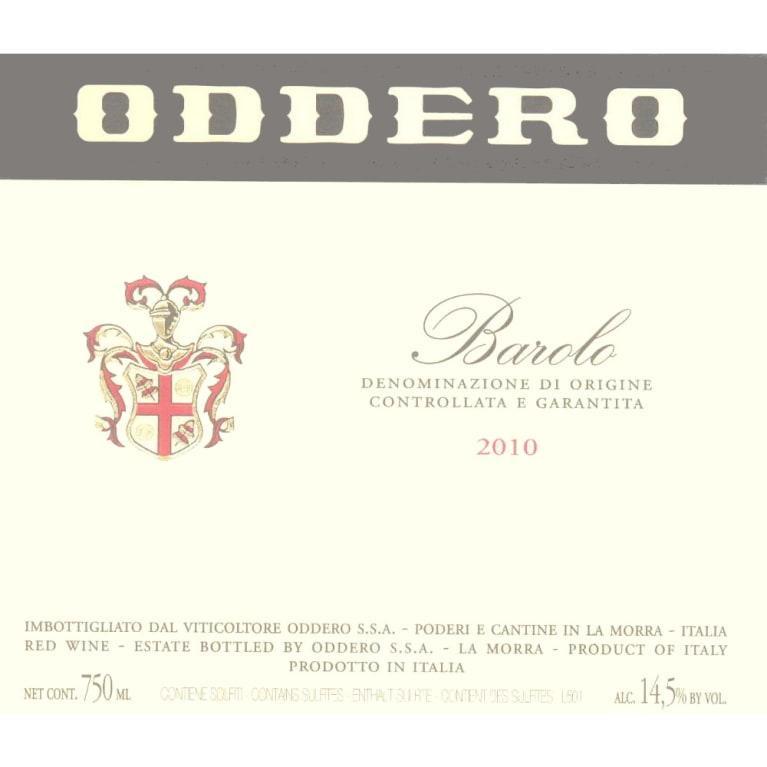 ODDERO
Barolo
DENOMINAZIONE DI ORIGINE
CONTROLLATA E GARANTITA
2010
IMBOTTIGLIATO DAL VITICOLTORE ODDERO S.S.A. - PODERI E CANTINE IN LA MORRA - ITALIA
RED WINE - ESTATE BOTTLED BY ODDERO S.S.A. - LA MORRA - PRODUCT OF ITALY
PRODOTTO IN ITALIA
NET CONT. 750 ML CONTIENE SOLFITI - CONTAINS SULFITES - ENTHALT SULFITE - CONTIENT DES SULFITES ALC. 14,5% BY VOL.